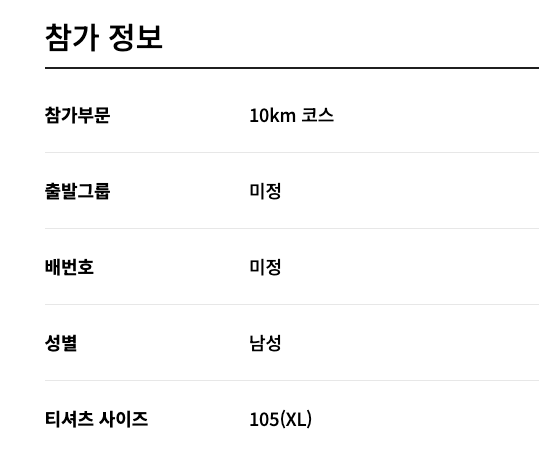 참가 정보
참가부문 10km 코스
출발그룹 미정
배번호 미정
성별 남성
티셔츠 사이즈 105(XL)